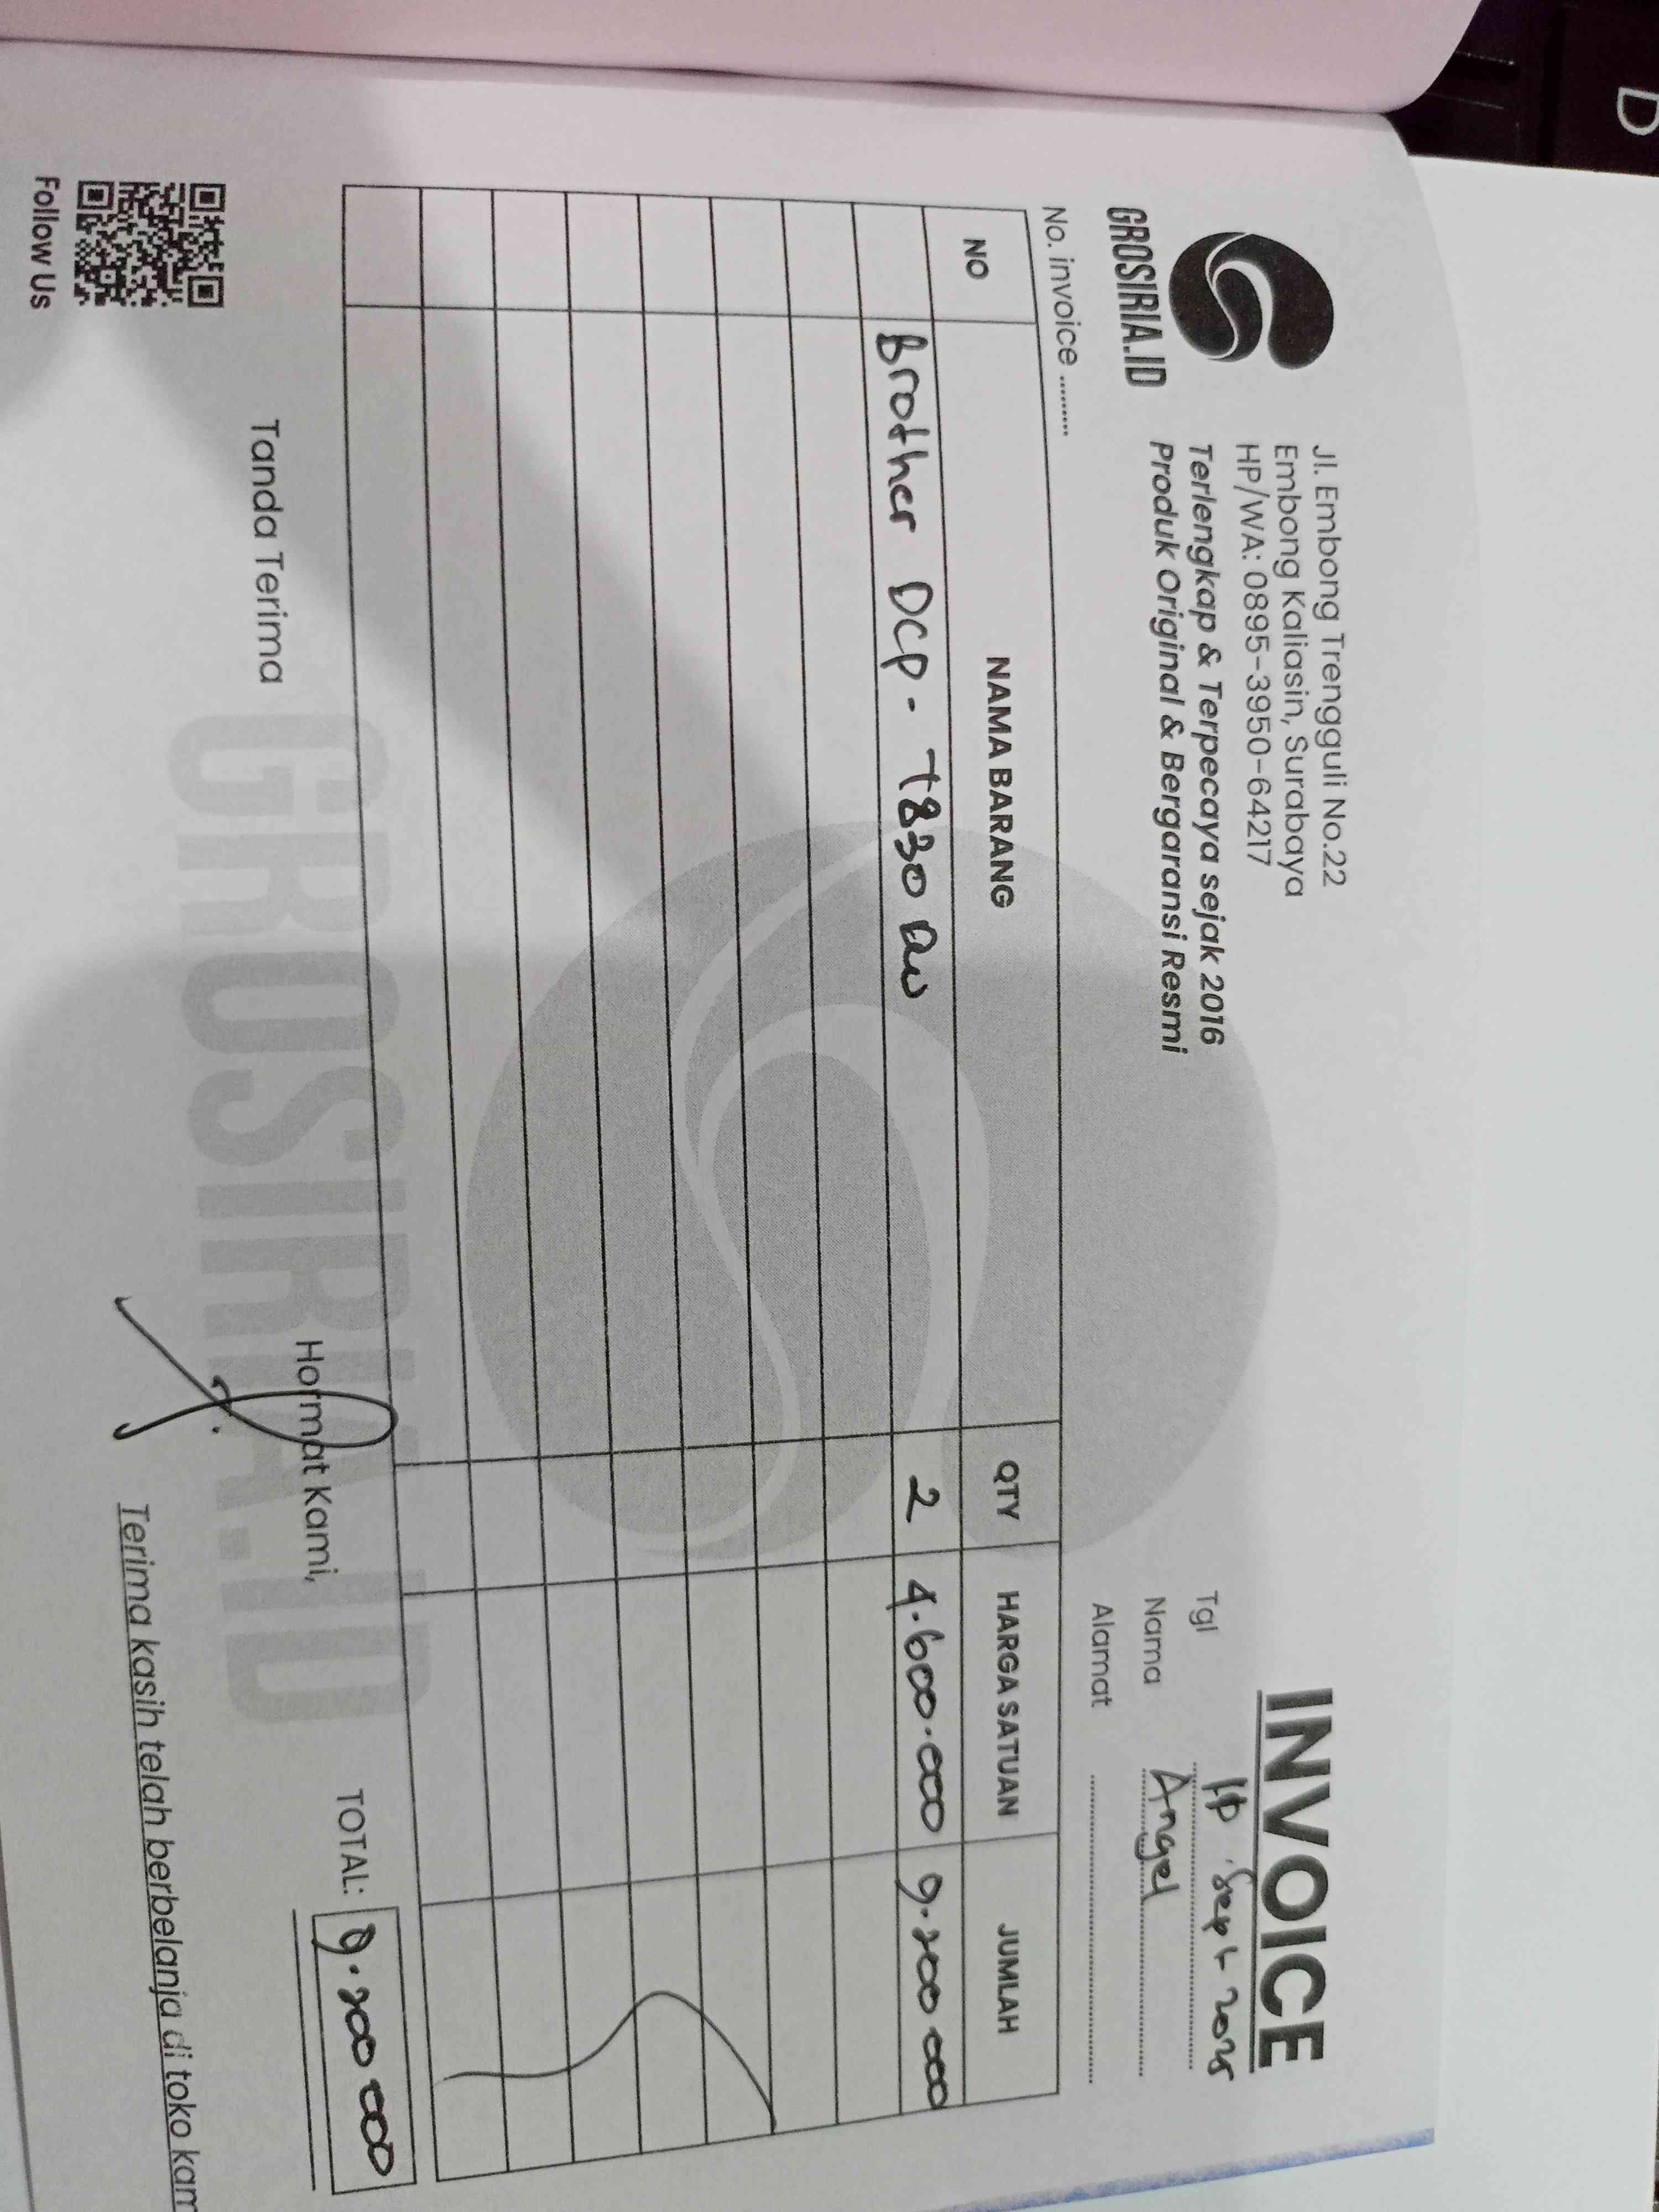 GROSIRIA.ID
Jl. Embong Trengguli No.22
Embong Kaliasin, Surabaya
HP/WA: 0895-3950-64217
Terlengkap & Terpecaya sejak 2016
Produk Original & Bergaransi Resmi
INVOICE
Tgl Sept 2025
Nama Angel
Alamat
No. invoice ........
NO NAMA BARANG QTY HARGA SATUAN JUMLAH
Brother DCP - T830 DW 2 4.600.000 9.200 000
TOTAL: 9.200 000
Tanda Terima
Hormat Kami,
GROSIRIA.ID
Follow Us
Terima kasih telah berbelanja di toko kam
D